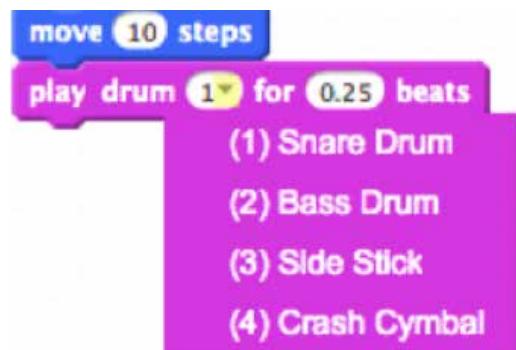 move 10 steps
play drum 1 for 0.25 beats
(1) Snare Drum
(2) Bass Drum
(3) Side Stick
(4) Crash Cymbal